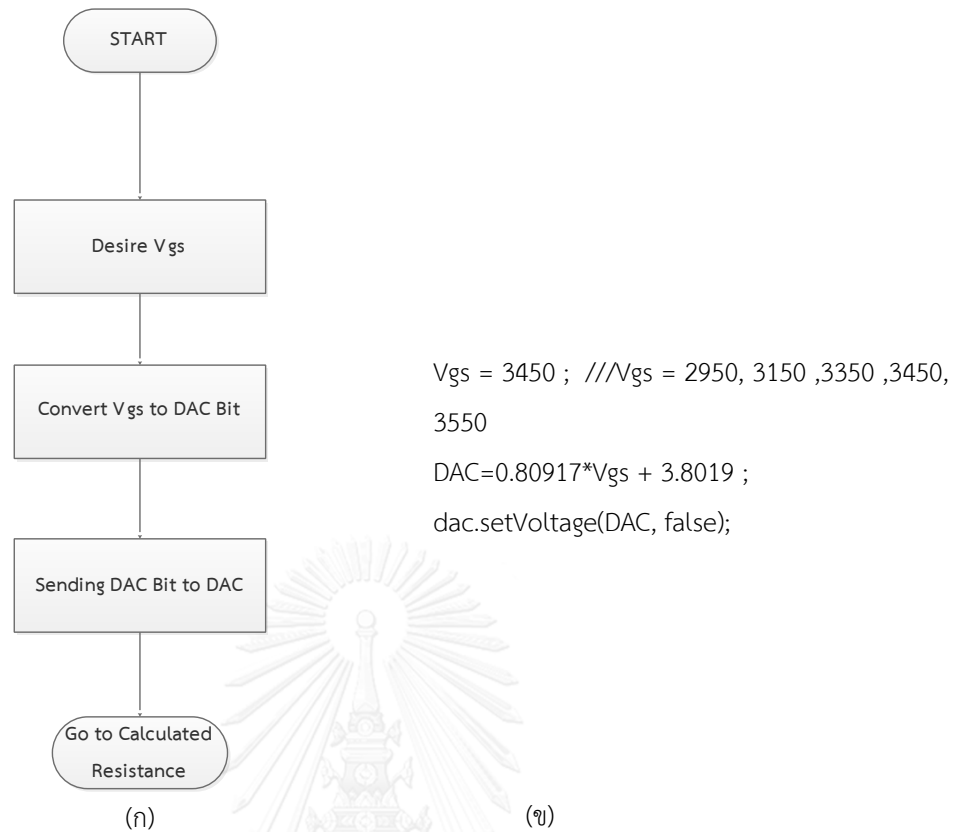 START
Desire Vgs
Convert Vgs to DAC Bit
Sending DAC Bit to DAC
Go to Calculated
Resistance
(ก)
Vgs = 3450 ; ///Vgs = 2950, 3150 ,3350 ,3450,
3550
DAC=0.80917*Vgs + 3.8019 ;
dac.setVoltage(DAC, false);
(ข)